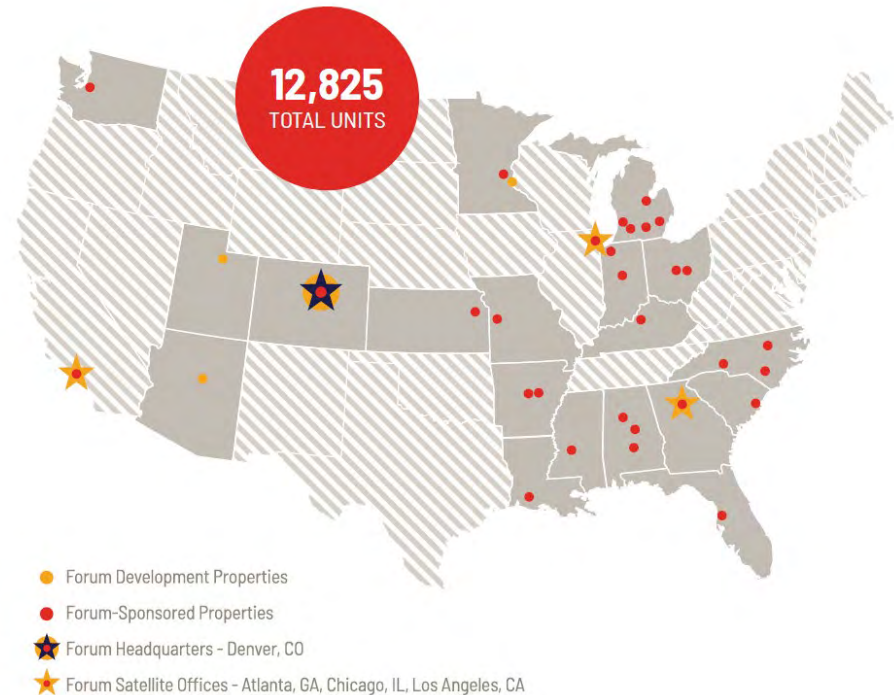 12,825
TOTAL UNITS
Forum Development Properties
Forum-Sponsored Properties
Forum Headquarters - Denver, CO
Forum Satellite Offices - Atlanta, GA, Chicago, IL, Los Angeles, CA